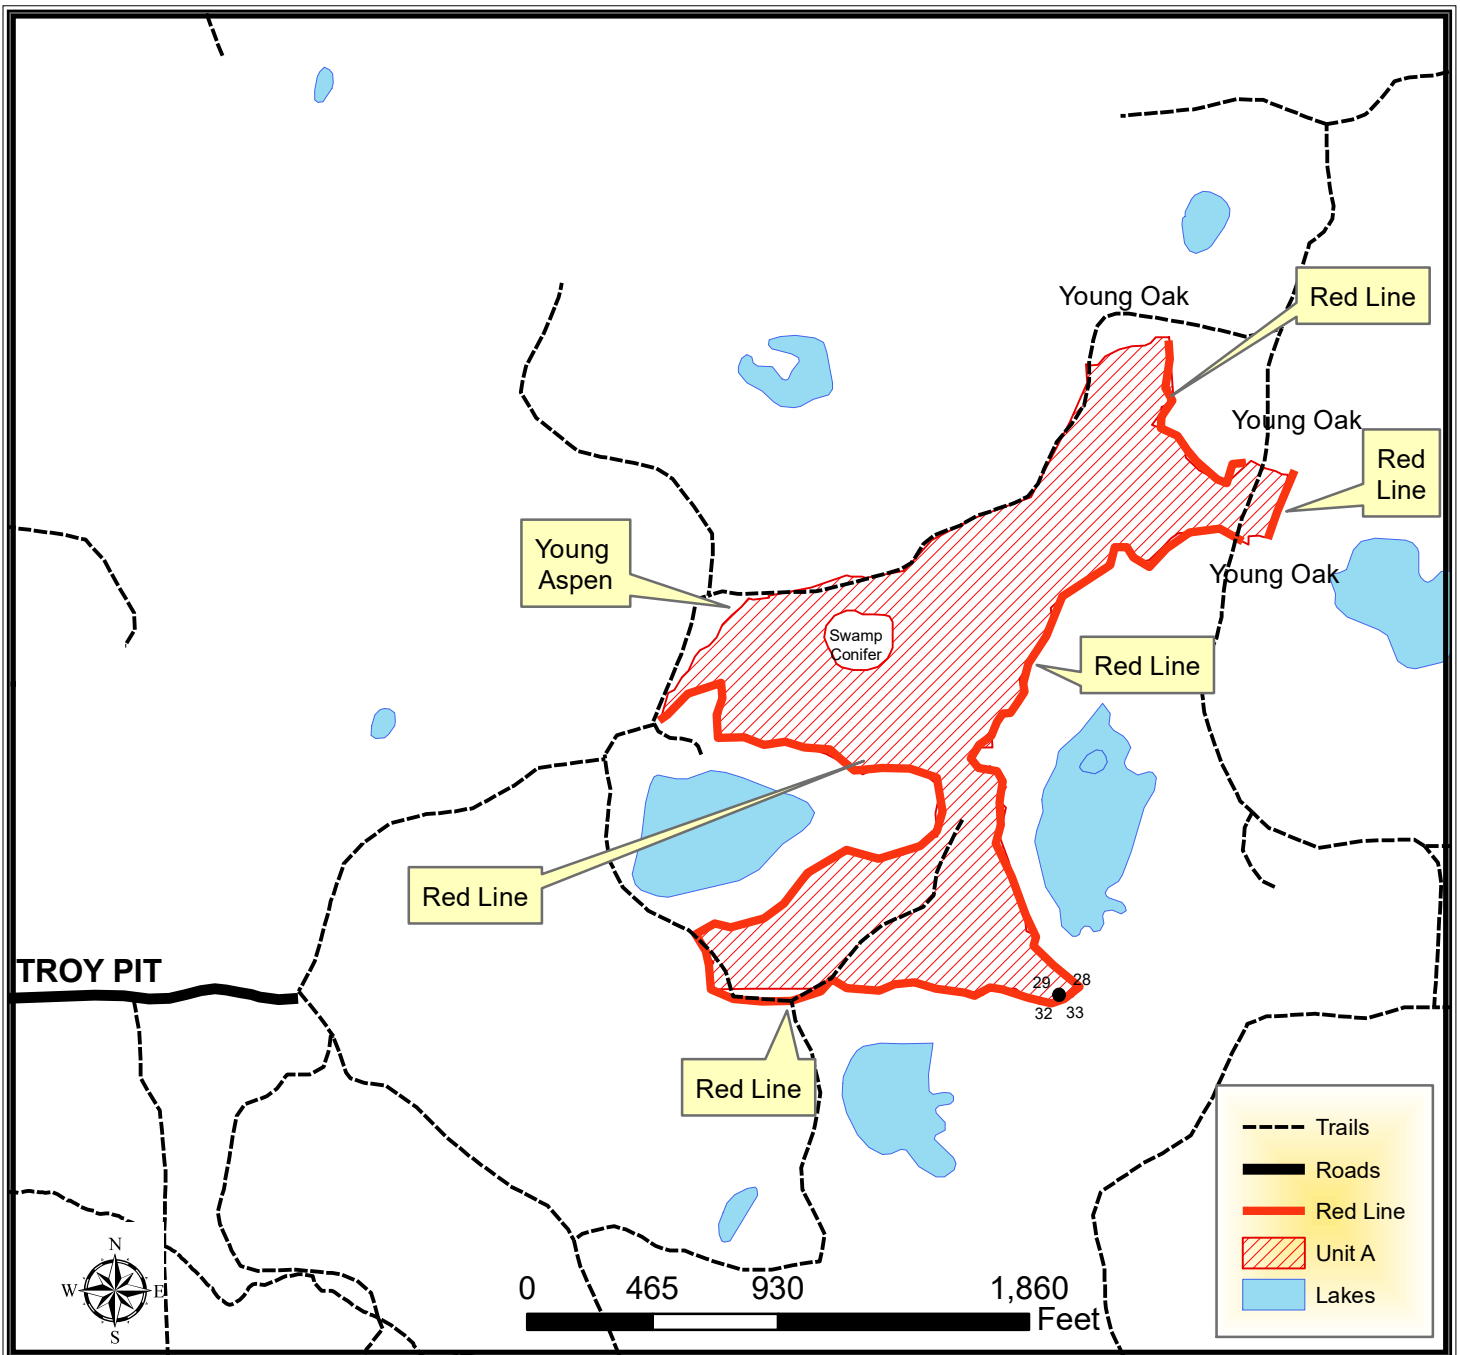 Young Oak
Red Line
Young Oak
Red
Line
Young
Aspen
Young Oak
Swamp
Conifer
Red Line
Red Line
TROY PIT
29 28
32 33
Red Line
Trails
Roads
Red Line
Unit A
Lakes
N
W E
S
0 465 930 1,860
Feet